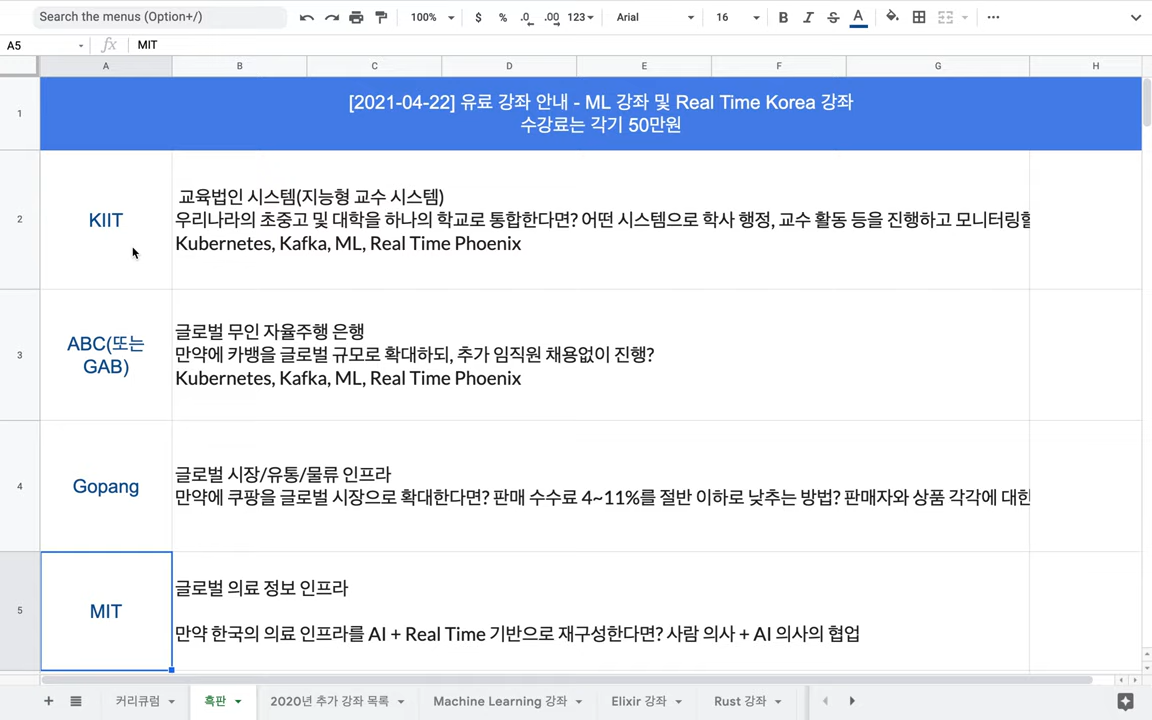 Search the menus (Option+/)
100%
$ % .0 .00 123
Arial
16
B I S A
A5
fx
MIT
A B C D E F G H
1
[2021-04-22] 유료 강좌 안내 - ML 강좌 및 Real Time Korea 강좌
수강료는 각기 50만원
2
KIIT
교육법인 시스템(지능형 교수 시스템)
우리나라의 초중고 및 대학을 하나의 학교로 통합한다면? 어떤 시스템으로 학사 행정, 교수 활동 등을 진행하고 모니터링할
Kubernetes, Kafka, ML, Real Time Phoenix
3
ABC(또는
GAB)
글로벌 무인 자율주행 은행
만약에 카뱅을 글로벌 규모로 확대하되, 추가 임직원 채용없이 진행?
Kubernetes, Kafka, ML, Real Time Phoenix
4
Gopang
글로벌 시장/유통/물류 인프라
만약에 쿠팡을 글로벌 시장으로 확대한다면? 판매 수수료 4~11%를 절반 이하로 낮추는 방법? 판매자와 상품 각각에 대한
5
MIT
글로벌 의료 정보 인프라
만약 한국의 의료 인프라를 AI + Real Time 기반으로 재구성한다면? 사람 의사 + AI 의사의 협업
커리큘럼
흑판
2020년 추가 강좌 목록
Machine Learning 강좌
Elixir 강좌
Rust 강좌